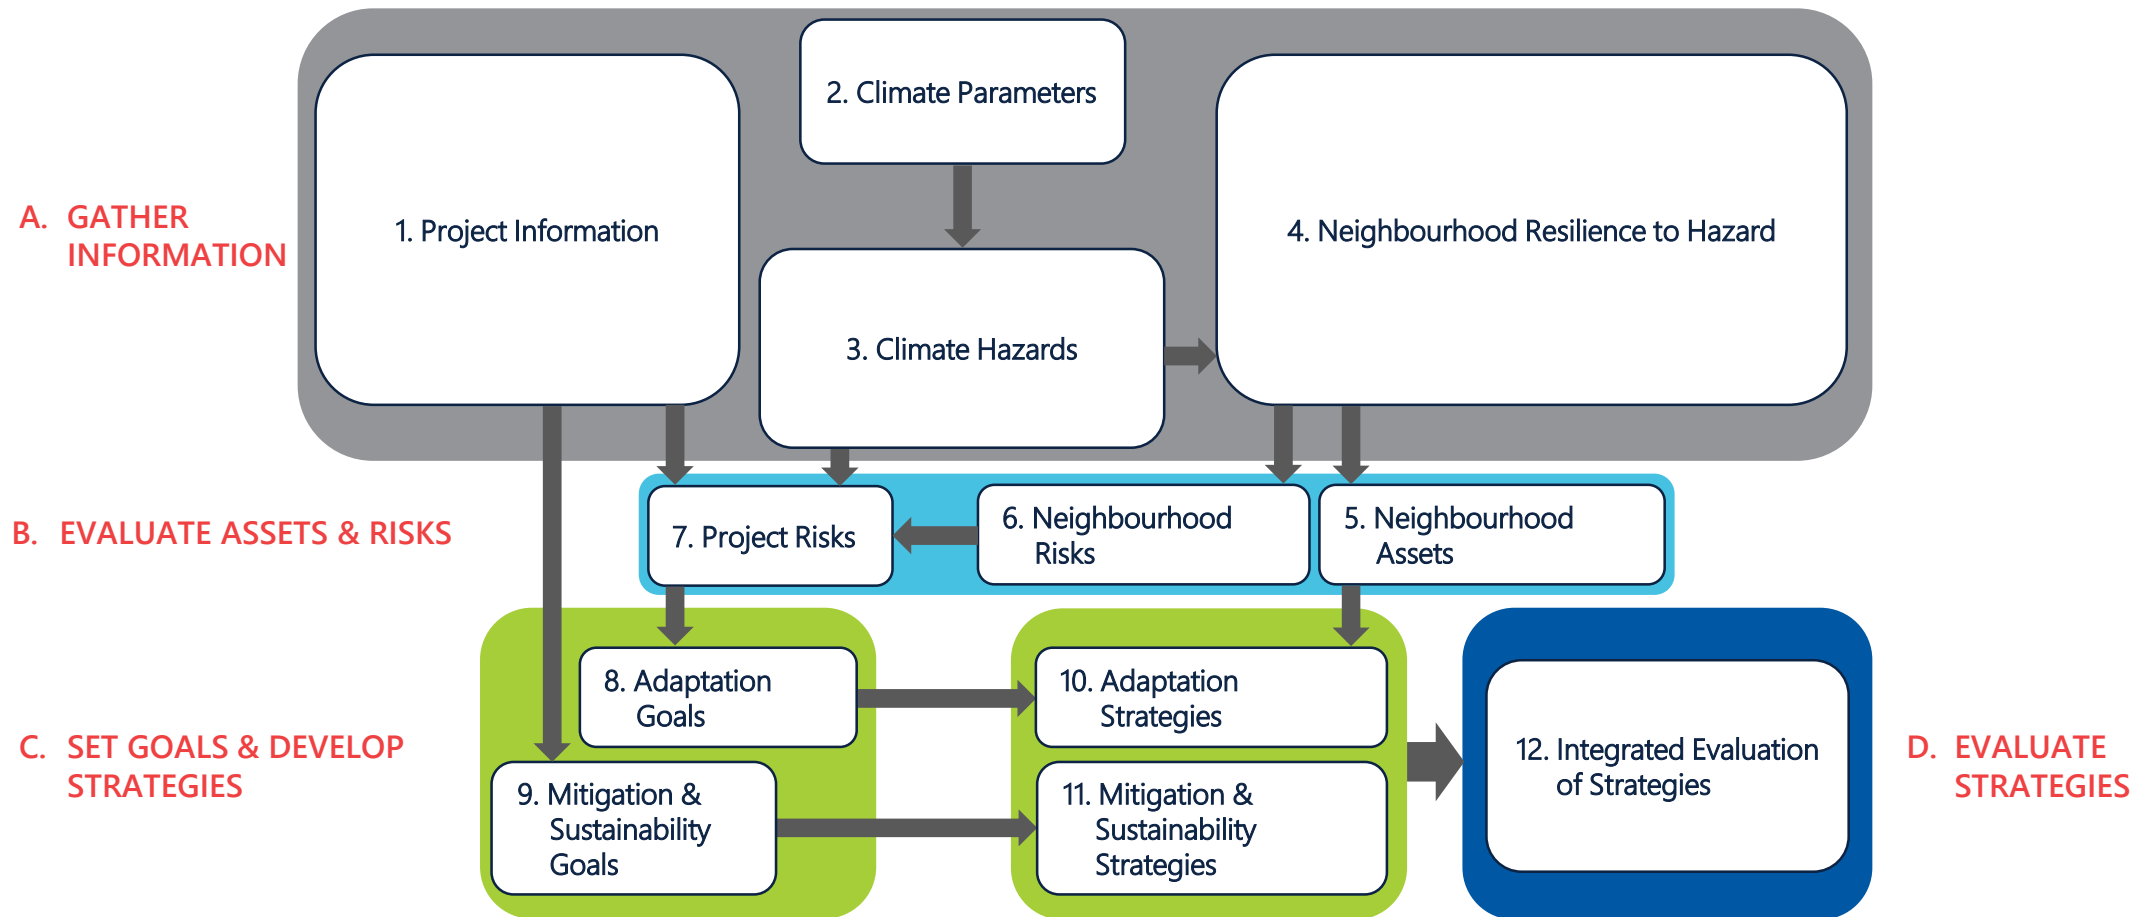 A. GATHER
INFORMATION
1. Project Information
2. Climate Parameters
3. Climate Hazards
4. Neighbourhood Resilience to Hazard
B. EVALUATE ASSETS & RISKS
7. Project Risks
6. Neighbourhood
Risks
5. Neighbourhood
Assets
C. SET GOALS & DEVELOP
STRATEGIES
8. Adaptation
Goals
9. Mitigation &
Sustainability
Goals
10. Adaptation
Strategies
11. Mitigation &
Sustainability
Strategies
12. Integrated Evaluation
of Strategies
D. EVALUATE
STRATEGIES